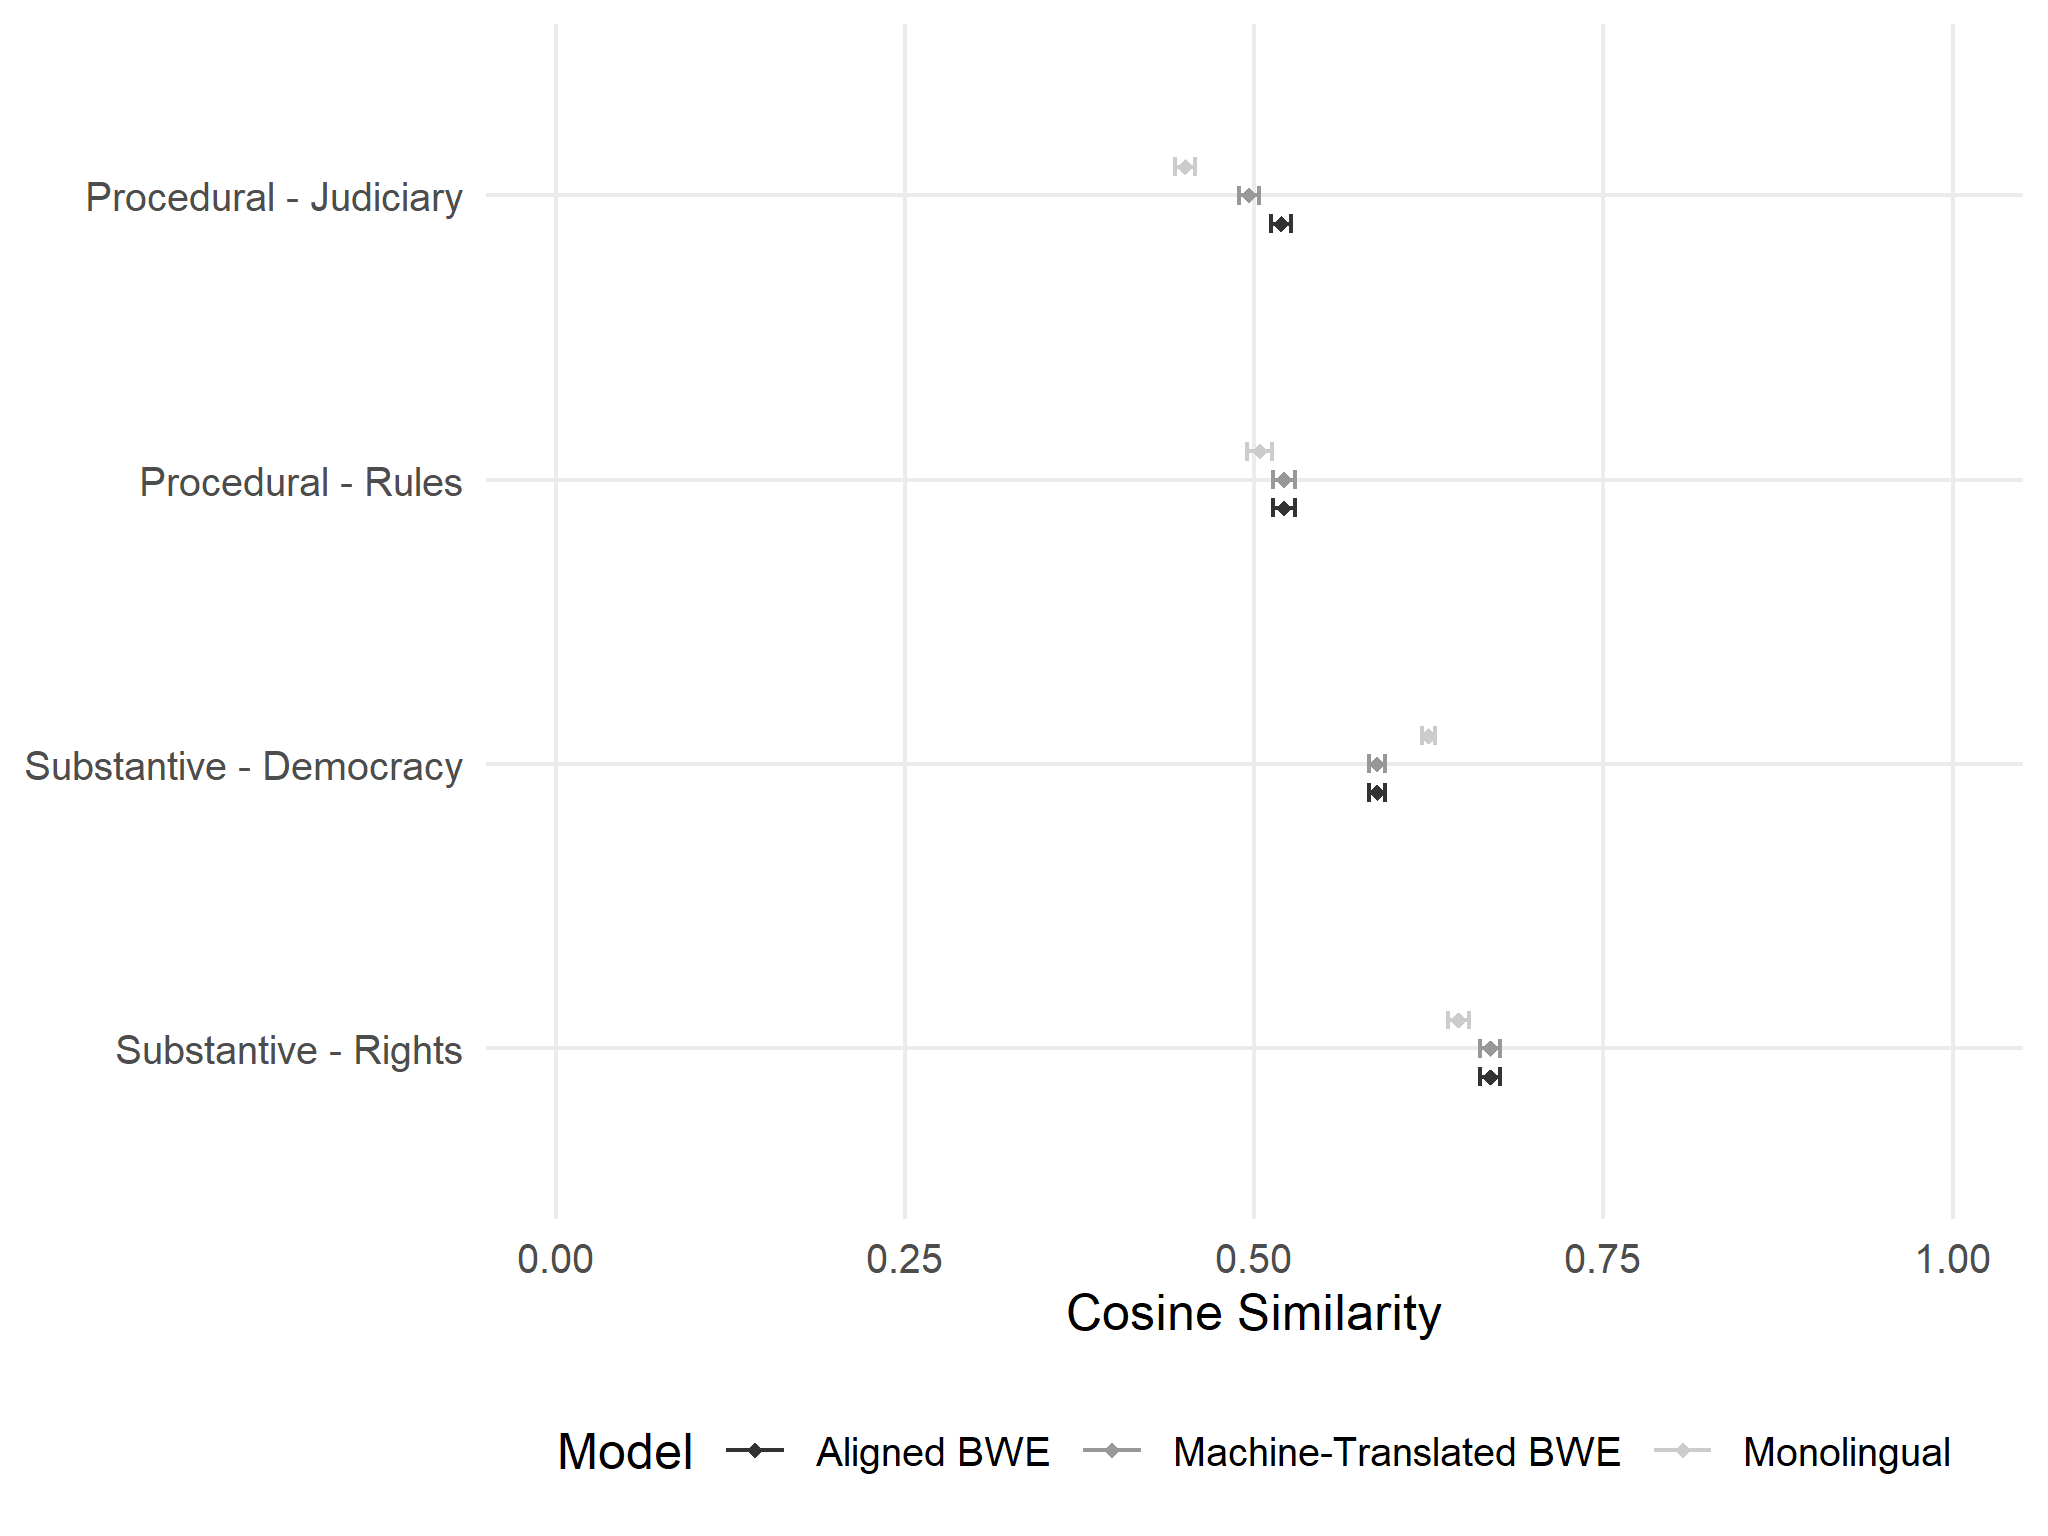 Procedural - Judiciary
Procedural - Rules
Substantive - Democracy
Substantive - Rights
0.00 0.25 0.50 0.75 1.00
Cosine Similarity
Model Aligned BWE Machine-Translated BWE Monolingual